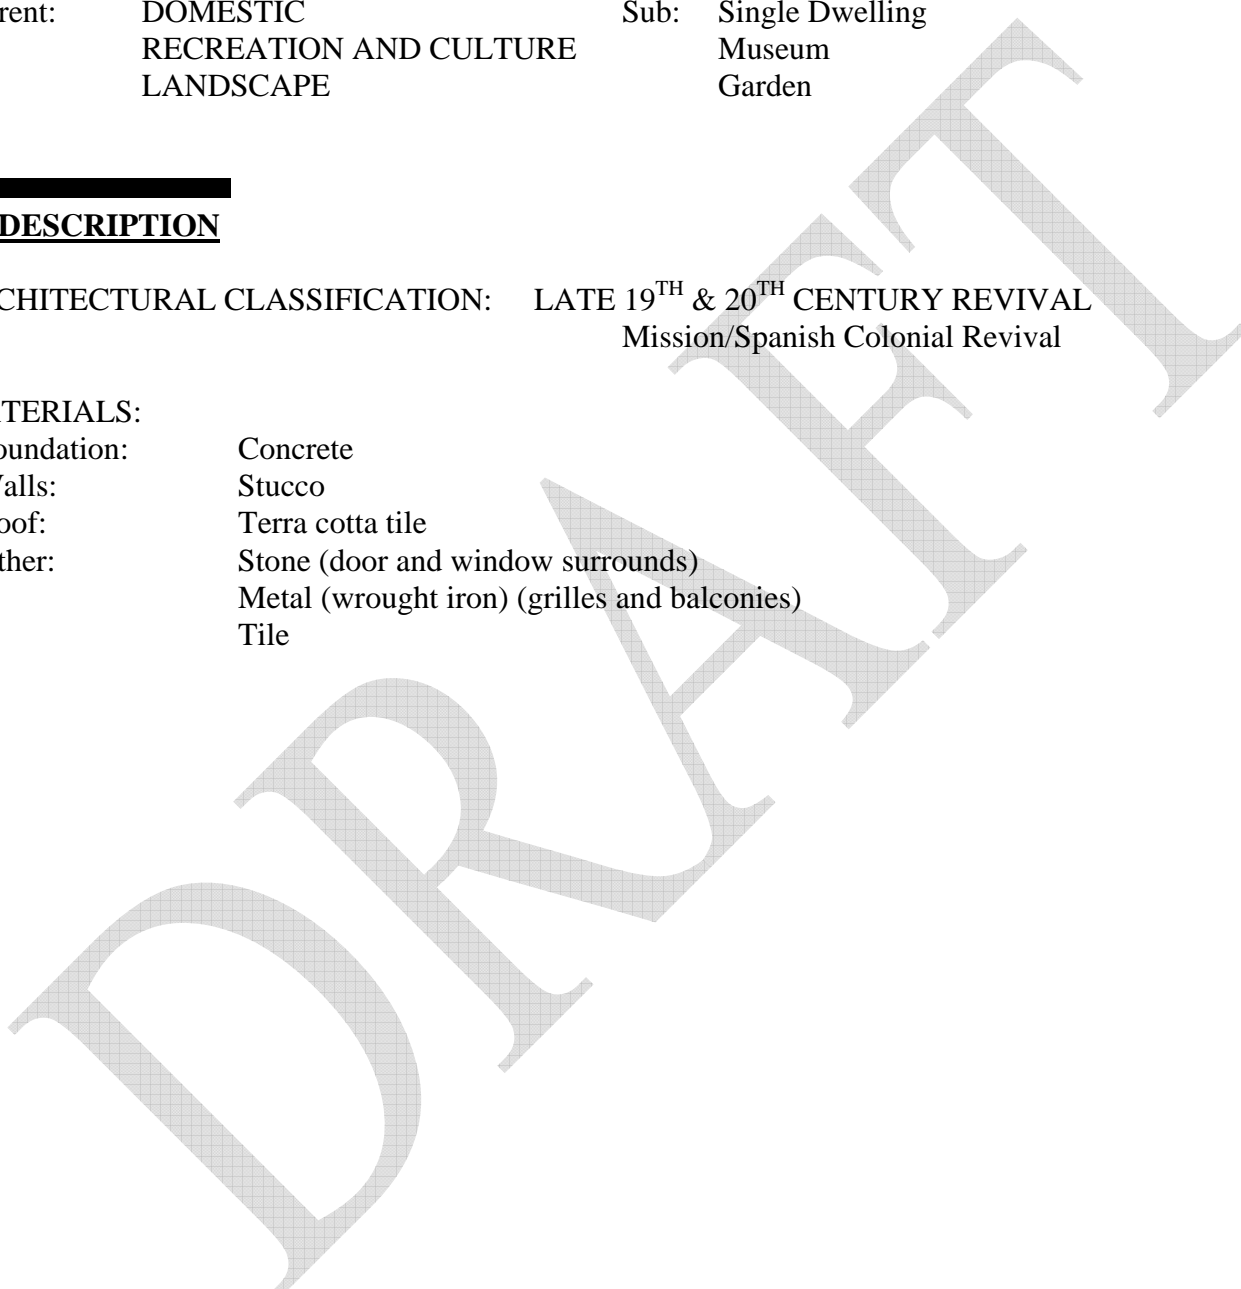 rent: DOMESTIC Sub: Single Dwelling
RECREATION AND CULTURE Museum
LANDSCAPE Garden
DESCRIPTION
CHITECTURAL CLASSIFICATION: LATE 19TH & 20TH CENTURY REVIVAL
Mission/Spanish Colonial Revival
TERIALS:
oundation: Concrete
alls: Stucco
oof: Terra cotta tile
ther: Stone (door and window surrounds)
Metal (wrought iron) (grilles and balconies)
Tile
DRAFT